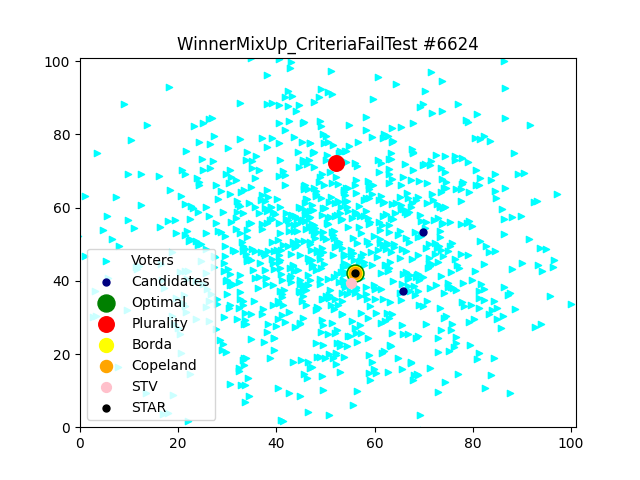 WinnerMixUp_CriteriaFailTest #6624
100
80
60
40
20
0
Voters
Candidates
Optimal
Plurality
Borda
Copeland
STV
STAR
0 20 40 60 80 100